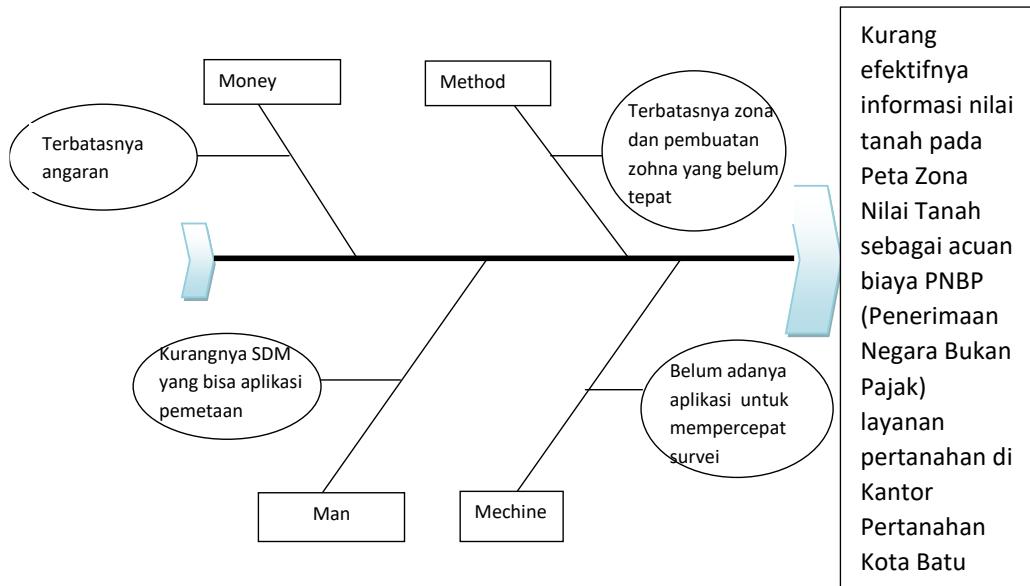 Money
Method
Terbatasnya
angaran
Terbatasnya zona
dan pembuatan
zohna yang belum
tepat
Kurangnya SDM
yang bisa aplikasi
pemetaan
Belum adanya
aplikasi untuk
mempercepat
survei
Man
Mechine
Kurang
efektifnya
informasi nilai
tanah pada
Peta Zona
Nilai Tanah
sebagai acuan
biaya PNBP
(Penerimaan
Negara Bukan
Pajak)
layanan
pertanahan di
Kantor
Pertanahan
Kota Batu